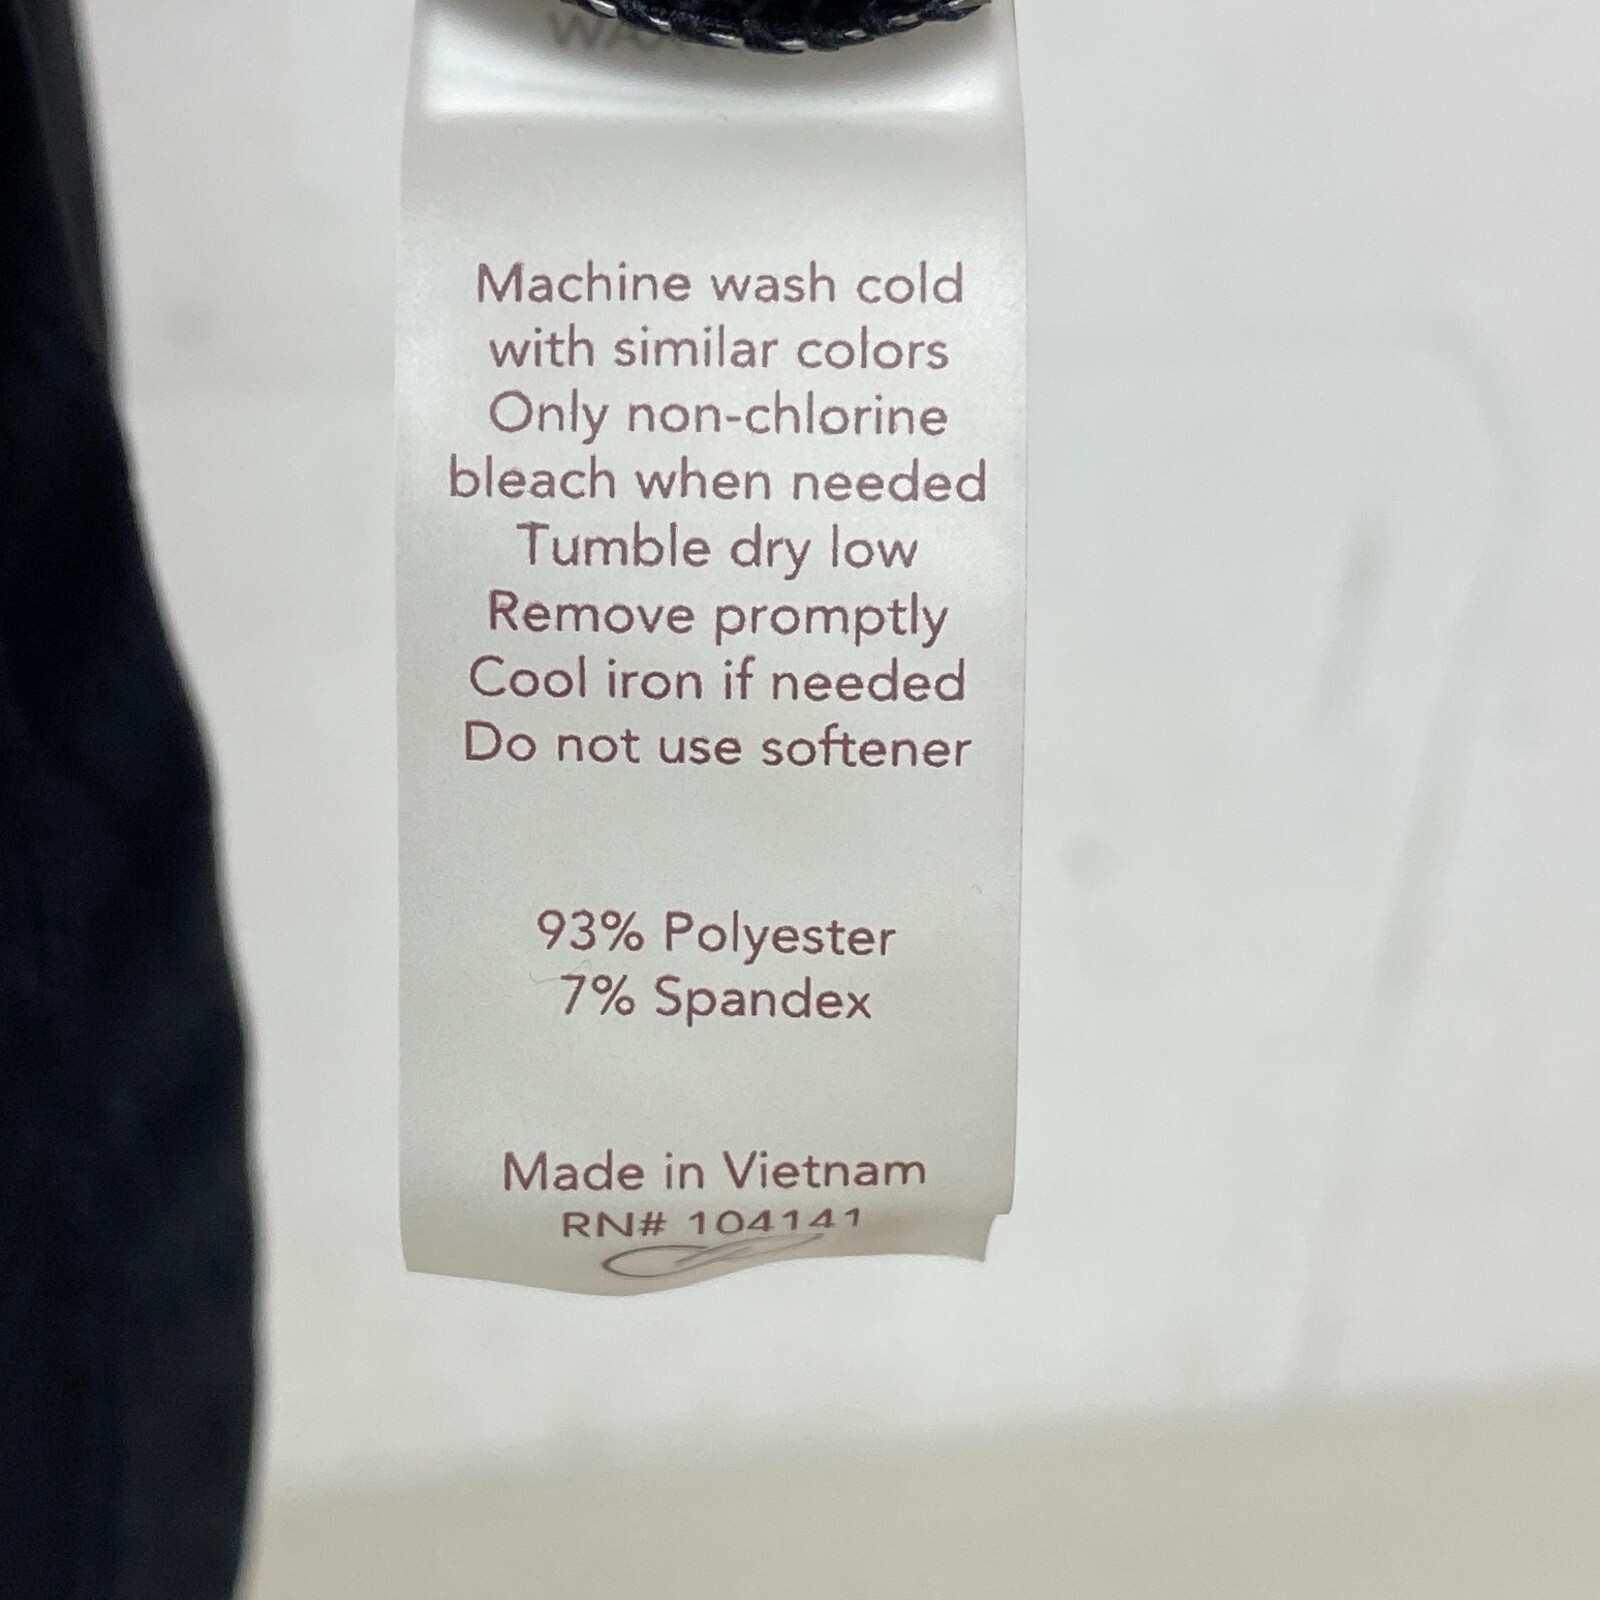 Machine wash cold
with similar colors
Only non-chlorine
bleach when needed
Tumble dry low
Remove promptly
Cool iron if needed
Do not use softener
93% Polyester
7% Spandex
Made in Vietnam
RN# 104141